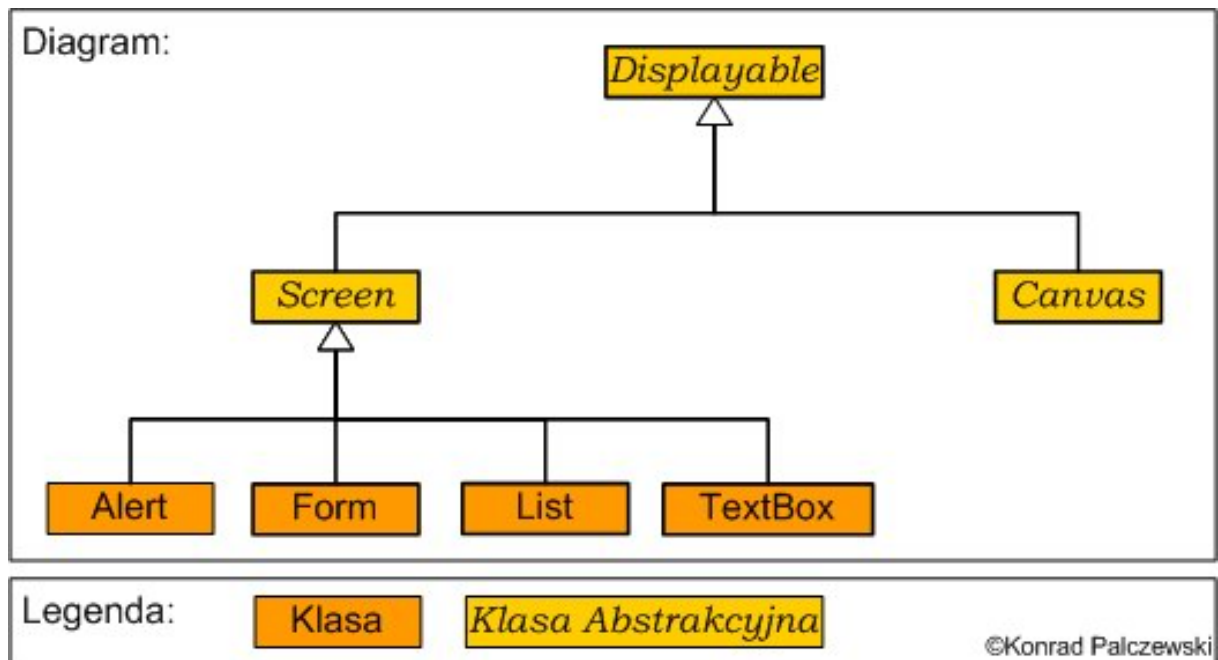 Diagram:
Displayable
Screen
Canvas
Alert
Form
List
TextBox
Legenda:
Klasa
Klasa Abstrakcyjna
©Konrad Palczewski